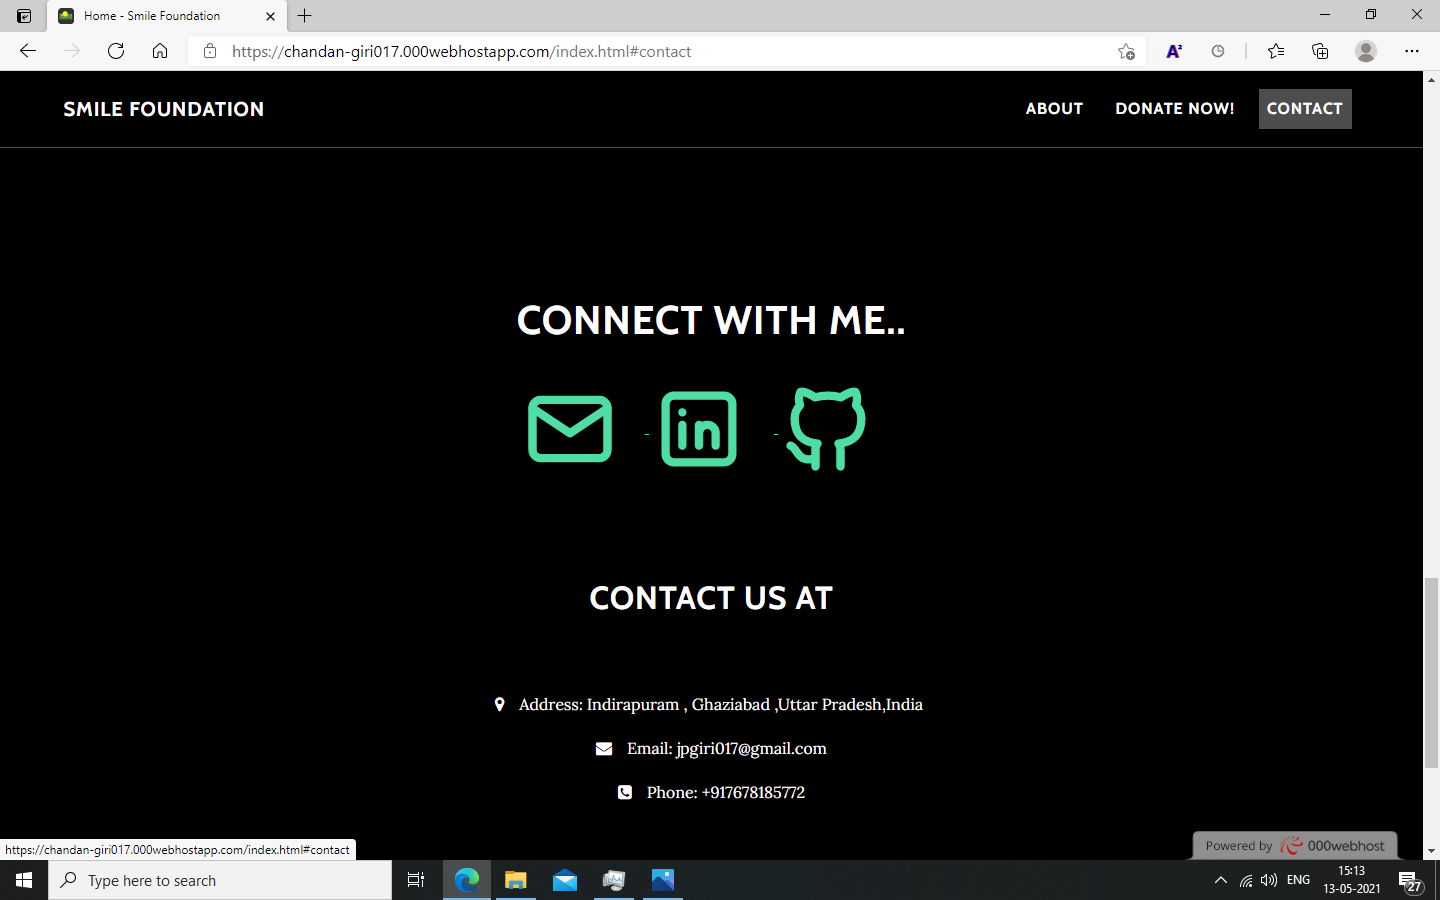 Home - Smile Foundation
https://chandan-giri017.000webhostapp.com/index.html#contact
SMILE FOUNDATION
ABOUT
DONATE NOW!
CONTACT
CONNECT WITH ME..
in
CONTACT US AT
Address: Indirapuram , Ghaziabad ,Uttar Pradesh,India
Email: jpgiri017@gmail.com
Phone: +917678185772
https://chandan-giri017.000webhostapp.com/index.html#contact
Powered by 000webhost
Type here to search
ENG
15:13
13-05-2021
27